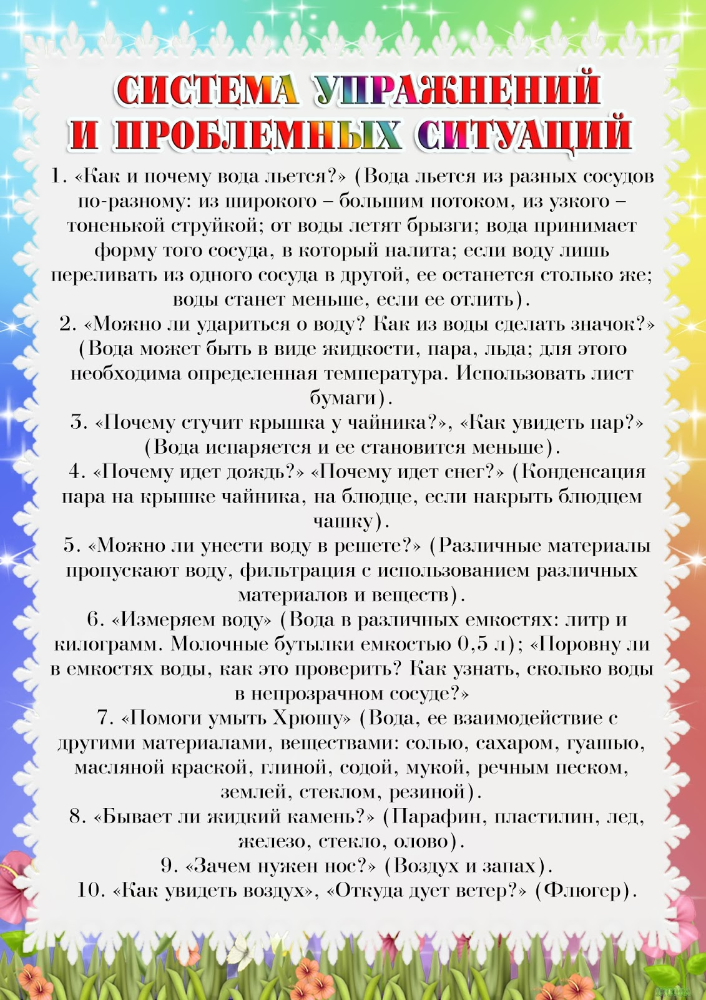 СИСТЕМА УПРАЖНЕНИЙ
И ПРОБЛЕМНЫХ СИТУАЦИЙ
1. «Как и почему вода льется?» (Вода льется из разных сосудов
по-разному: из широкого – большим потоком, из узкого –
тоненькой струйкой; от воды летят брызги; вода принимает
форму того сосуда, в который налита; если воду лишь
переливать из одного сосуда в другой, ее останется столько же;
воды станет меньше, если ее отлить).
2. «Можно ли удариться о воду? Как из воды сделать значок?»
(Вода может быть в виде жидкости, пара, льда; для этого
необходима определенная температура. Использовать лист
бумаги).
3. «Почему стучит крышка у чайника?», «Как увидеть пар?»
(Вода испаряется и ее становится меньше).
4. «Почему идет дождь?» «Почему идет снег?» (Конденсация
пара на крышке чайника, на блюдце, если накрыть блюдцем
чашку).
5. «Можно ли унести воду в решете?» (Различные материалы
пропускают воду, фильтрация с использованием различных
материалов и веществ).
6. «Измеряем воду» (Вода в различных емкостях: литр и
килограмм. Молочные бутылки емкостью 0,5 л); «Поровну ли
в емкостях воды, как это проверить? Как узнать, сколько воды
в непрозрачном сосуде?»
7. «Помоги умыть Хрюшу» (Вода, ее взаимодействие с
другими материалами, веществами: солью, сахаром, гуашью,
масляной краской, глиной, содой, мукой, речным песком,
землей, стеклом, резиной).
8. «Бывает ли жидкий камень?» (Парафин, пластилин, лед,
железо, стекло, олово).
9. «Зачем нужен нос?» (Воздух и запах).
10. «Как увидеть воздух», «Откуда дует ветер?» (Флюгер).